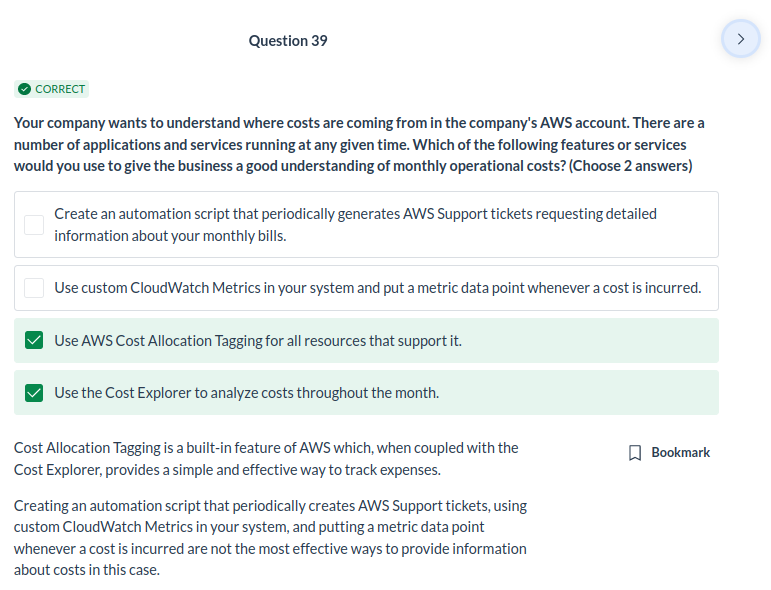 Question 39
CORRECT
Your company wants to understand where costs are coming from in the company's AWS account. There are a
number of applications and services running at any given time. Which of the following features or services
would you use to give the business a good understanding of monthly operational costs? (Choose 2 answers)
Create an automation script that periodically generates AWS Support tickets requesting detailed
information about your monthly bills.
Use custom CloudWatch Metrics in your system and put a metric data point whenever a cost is incurred.
Use AWS Cost Allocation Tagging for all resources that support it.
Use the Cost Explorer to analyze costs throughout the month.
Cost Allocation Tagging is a built-in feature of AWS which, when coupled with the
Cost Explorer, provides a simple and effective way to track expenses.
Bookmark
Creating an automation script that periodically creates AWS Support tickets, using
custom CloudWatch Metrics in your system, and putting a metric data point
whenever a cost is incurred are not the most effective ways to provide information
about costs in this case.